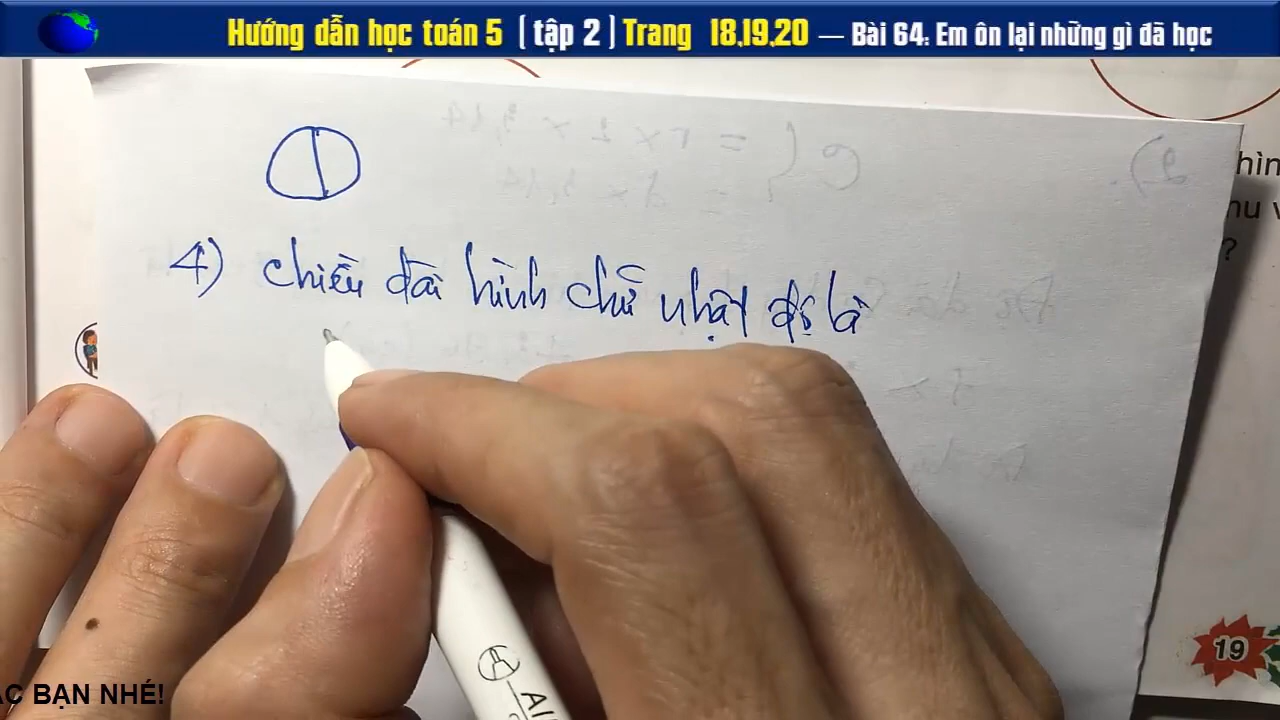 Hướng dẫn học toán 5 ( tập 2 ) Trang 18,19,20 — Bài 64: Em ôn lại những gì đã học
4) chiều dài hình chữ nhật đó là
?
19
BẠN NHÉ!